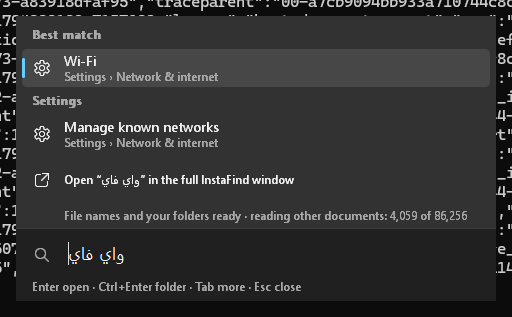 Best match
Wi-Fi
Settings › Network & internet
Settings
Manage known networks
Settings › Network & internet
Open “واي فاي” in the full InstaFind window
File names and your folders ready · reading other documents: 4,059 of 86,256
واي فاي
Enter open · Ctrl+Enter folder · Tab more · Esc close